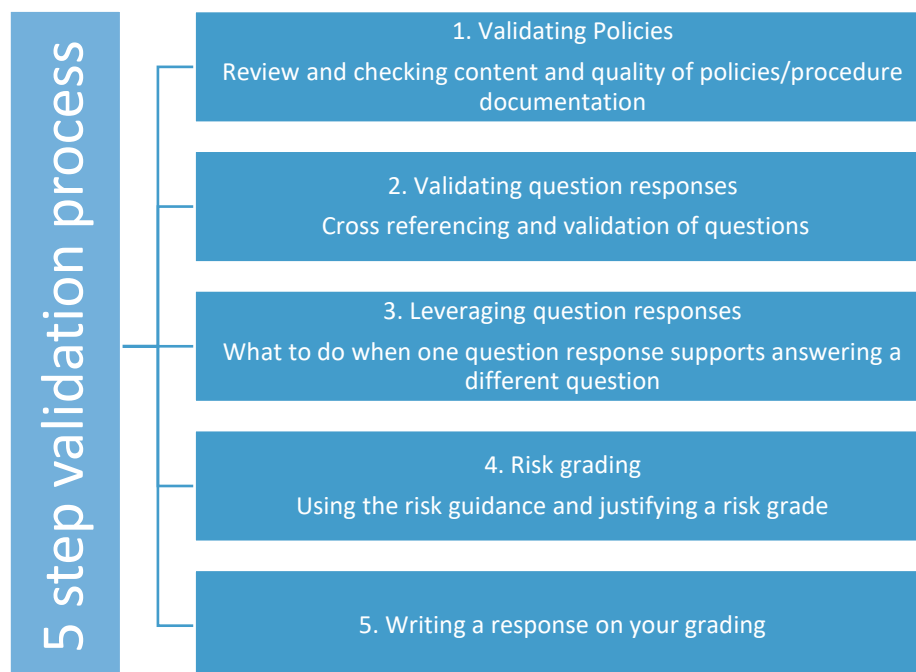 5 step validation process
1. Validating Policies
Review and checking content and quality of policies/procedure
documentation
2. Validating question responses
Cross referencing and validation of questions
3. Leveraging question responses
What to do when one question response supports answering a
different question
4. Risk grading
Using the risk guidance and justifying a risk grade
5. Writing a response on your grading